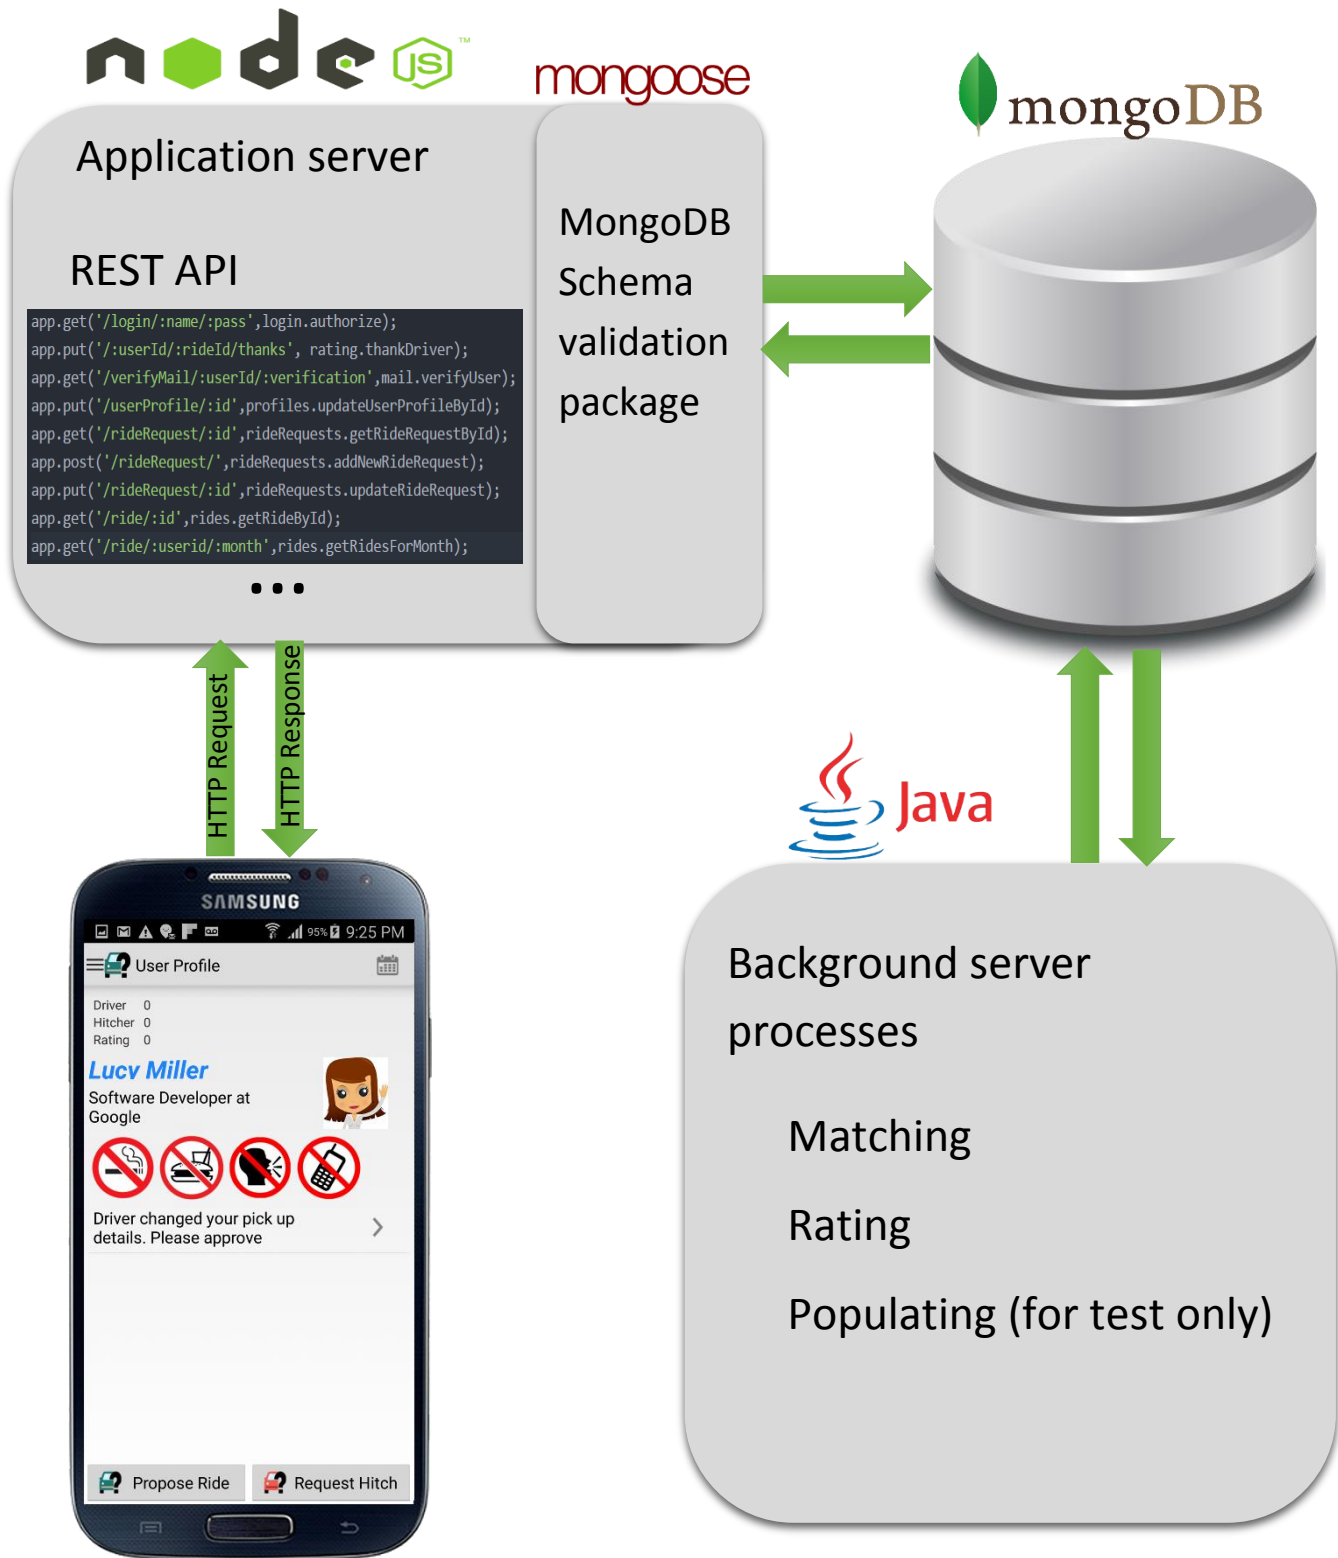 node JS ™
mongoose
mongoDB
Application server
REST API
app.get('/login/:name/:pass',login.authorize);
app.put('/:userId/:rideId/thanks', rating.thankDriver);
app.get('/verifyMail/:userId/:verification',mail.verifyUser);
app.put('/userProfile/:id',profiles.updateUserProfileById);
app.get('/rideRequest/:id',rideRequests.getRideRequestById);
app.post('/rideRequest/',rideRequests.addNewRideRequest);
app.put('/rideRequest/:id',rideRequests.updateRideRequest);
app.get('/ride/:id',rides.getRideById);
app.get('/ride/:userid/:month',rides.getRidesForMonth);
...
MongoDB
Schema
validation
package
HTTP Request
HTTP Response
SAMSUNG
95% 9:25 PM
User Profile
Driver 0
Hitcher 0
Rating 0
Lucy Miller
Software Developer at
Google
Driver changed your pick up
details. Please approve
Propose Ride
Request Hitch
Java
Background server
processes
Matching
Rating
Populating (for test only)